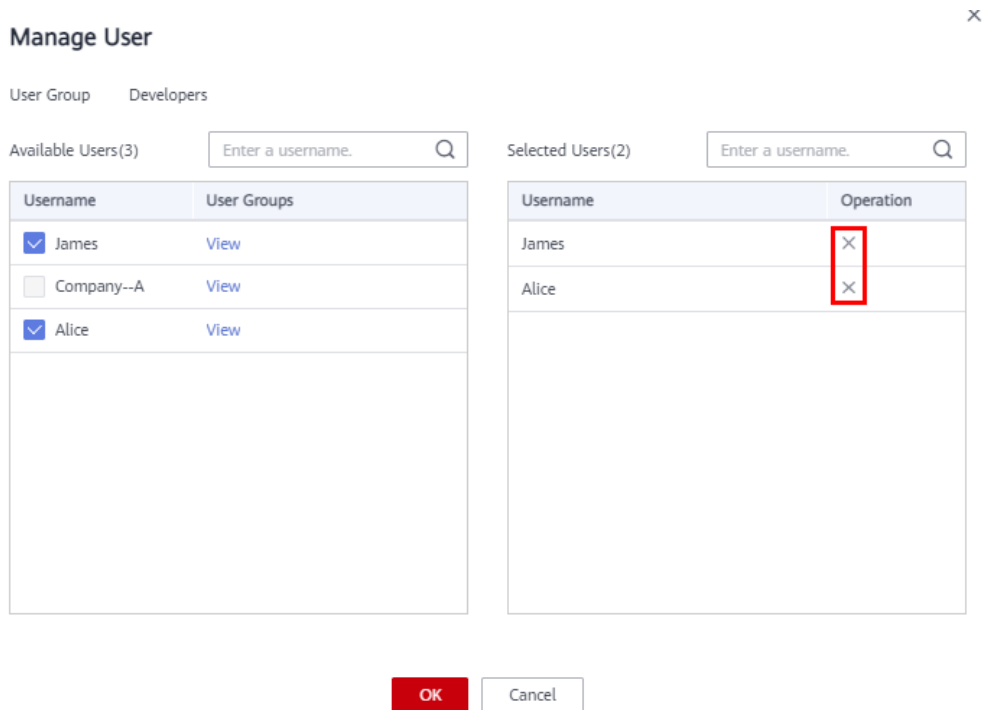 Manage User
User Group Developers
Available Users(3) Enter a username.
Selected Users(2) Enter a username.
Username User Groups
James View
Company--A View
Alice View
Username Operation
James
Alice
OK Cancel